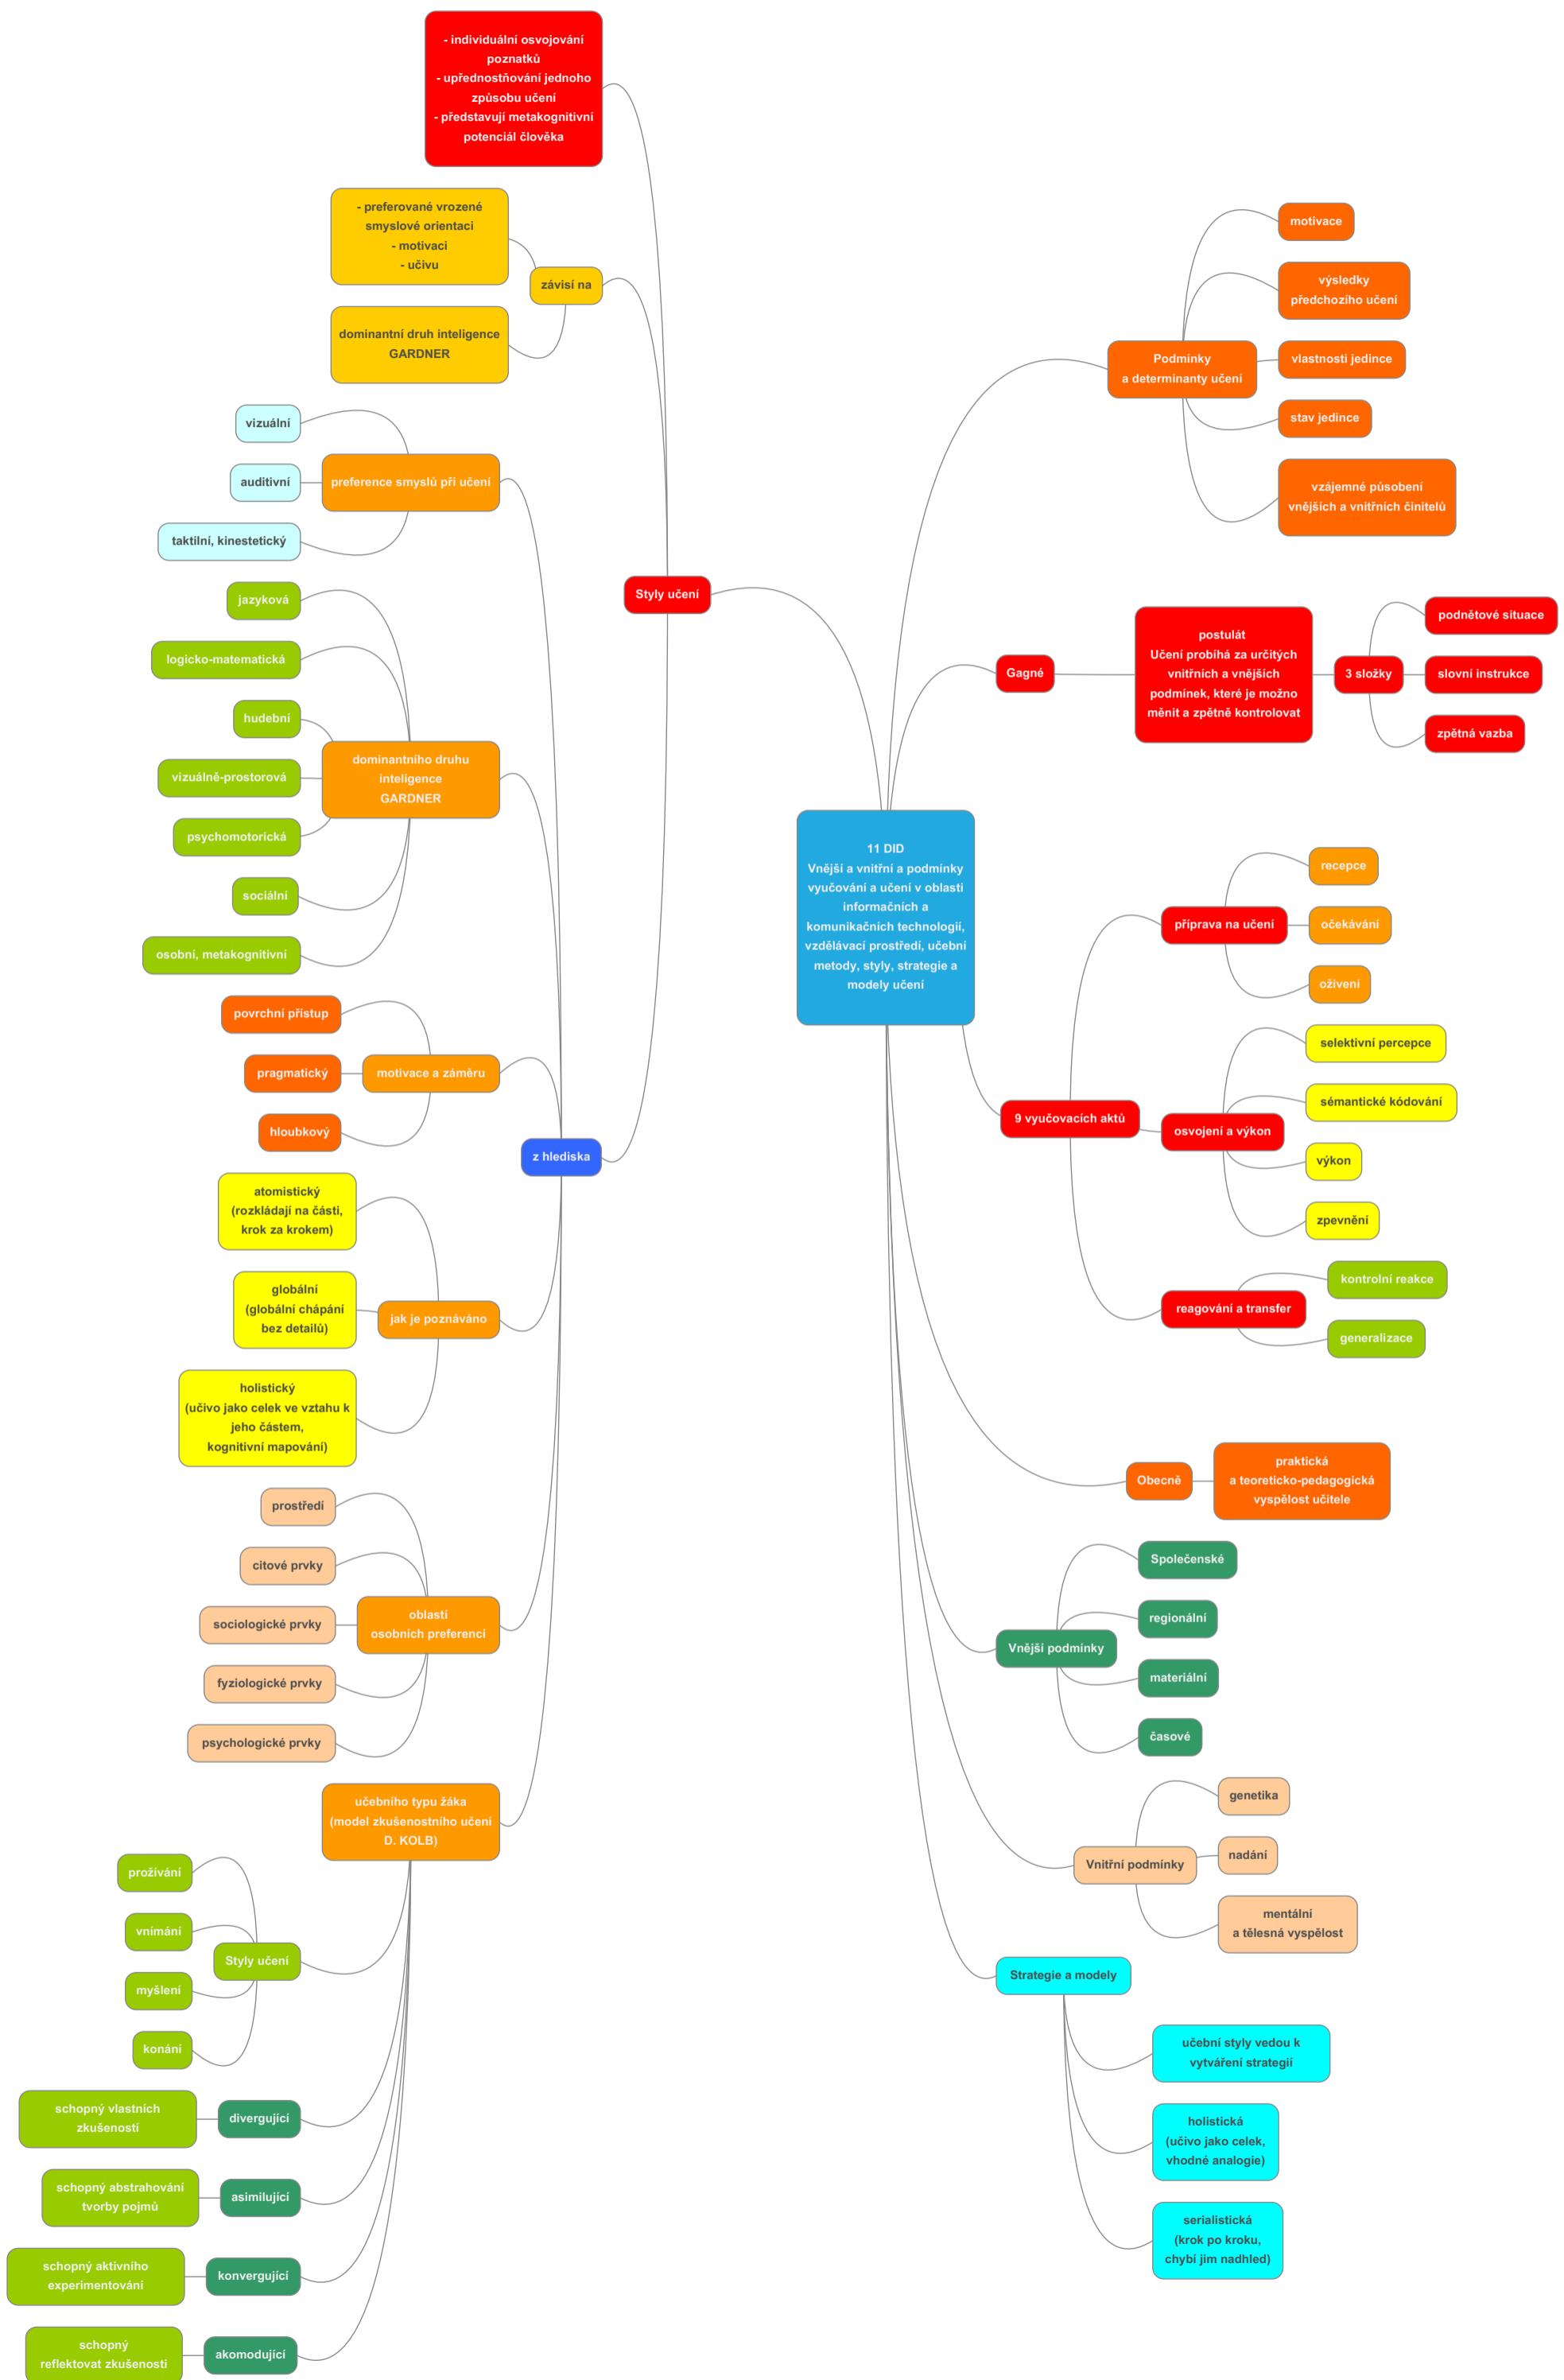 11 DID
Vnější a vnitřní a podmínky
vyučování a učení v oblasti
informačních a
komunikačních technologií,
vzdělávací prostředí, učební
metody, styly, strategie a
modely učení
Podmínky
a determinanty učení
motivace
výsledky
předchozího učení
vlastnosti jedince
stav jedince
vzájemné působení
vnějších a vnitřních činitelů
Gagné
postulát
Učení probíhá za určitých
vnitřních a vnějších
podmínek, které je možno
měnit a zpětně kontrolovat
3 složky
podnětové situace
slovní instrukce
zpětná vazba
9 vyučovacích aktů
příprava na učení
recepce
očekávání
oživení
osvojení a výkon
selektivní percepce
sémantické kódování
výkon
zpevnění
reagování a transfer
kontrolní reakce
generalizace
Obecně
praktická
a teoreticko-pedagogická
vyspělost učitele
Vnější podmínky
Společenské
regionální
materiální
časové
Vnitřní podmínky
genetika
nadání
mentální
a tělesná vyspělost
Strategie a modely
učební styly vedou k
vytváření strategií
holistická
(učivo jako celek,
vhodné analogie)
serialistická
(krok po kroku,
chybí jim nadhled)
Styly učení
- individuální osvojování
poznatků
- upřednostňování jednoho
způsobu učení
- představují metakognitivní
potenciál člověka
závisí na
- preferované vrozené
smyslové orientaci
- motivaci
- učivu
dominantní druh inteligence
GARDNER
z hlediska
preference smyslů při učení
vizuální
auditivní
taktilní, kinestetický
dominantního druhu
inteligence
GARDNER
jazyková
logicko-matematická
hudební
vizuálně-prostorová
psychomotorická
sociální
osobní, metakognitivní
motivace a záměru
povrchní přístup
pragmatický
hloubkový
jak je poznáváno
atomistický
(rozkládají na části,
krok za krokem)
globální
(globální chápání
bez detailů)
holistický
(učivo jako celek ve vztahu k
jeho částem,
kognitivní mapování)
oblastí
osobních preferencí
prostředí
citové prvky
sociologické prvky
fyziologické prvky
psychologické prvky
učebního typu žáka
(model zkušenostního učení
D. KOLB)
Styly učení
prožívání
vnímání
myšlení
konání
divergující
schopný vlastních
zkušeností
asimilující
schopný abstrahování
tvorby pojmů
konvergující
schopný aktivního
experimentování
akomodující
schopný
reflektovat zkušenosti